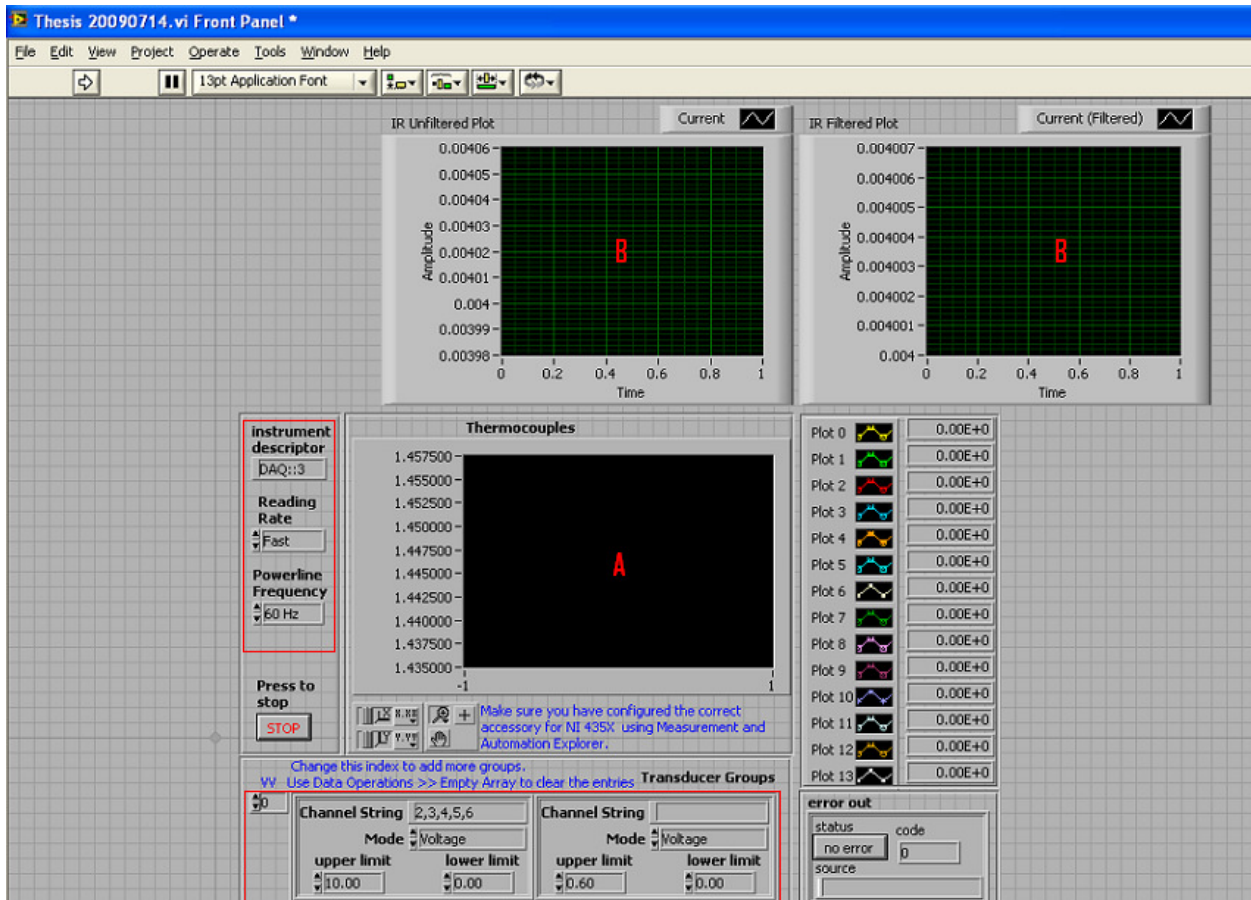 Thesis 20090714.vi Front Panel *
File Edit View Project Operate Tools Window Help
13pt Application Font
IR Unfiltered Plot
Current
0.00406
0.00405
0.00404
0.00403
0.00402
0.00401
0.004
0.00399
0.00398
Amplitude
B
0 0.2 0.4 0.6 0.8 1
Time
IR Filtered Plot
Current (Filtered)
0.004007
0.004006
0.004005
0.004004
0.004003
0.004002
0.004001
0.004
Amplitude
B
0 0.2 0.4 0.6 0.8 1
Time
instrument
descriptor
DAQ::3
Reading
Rate
Fast
Powerline
Frequency
60 Hz
Press to
stop
STOP
Thermocouples
1.457500
1.455000
1.452500
1.450000
1.447500
1.445000
1.442500
1.440000
1.437500
1.435000
A
-1 1
Make sure you have configured the correct
accessory for NI 435X using Measurement and
Automation Explorer.
Plot 0 0.00E+0
Plot 1 0.00E+0
Plot 2 0.00E+0
Plot 3 0.00E+0
Plot 4 0.00E+0
Plot 5 0.00E+0
Plot 6 0.00E+0
Plot 7 0.00E+0
Plot 8 0.00E+0
Plot 9 0.00E+0
Plot 10 0.00E+0
Plot 11 0.00E+0
Plot 12 0.00E+0
Plot 13 0.00E+0
Change this index to add more groups.
VV Use Data Operations >> Empty Array to clear the entries Transducer Groups
0
Channel String 2,3,4,5,6
Mode Voltage
upper limit lower limit
10.00 0.00
Channel String
Mode Voltage
upper limit lower limit
0.60 0.00
error out
status code
no error 0
source